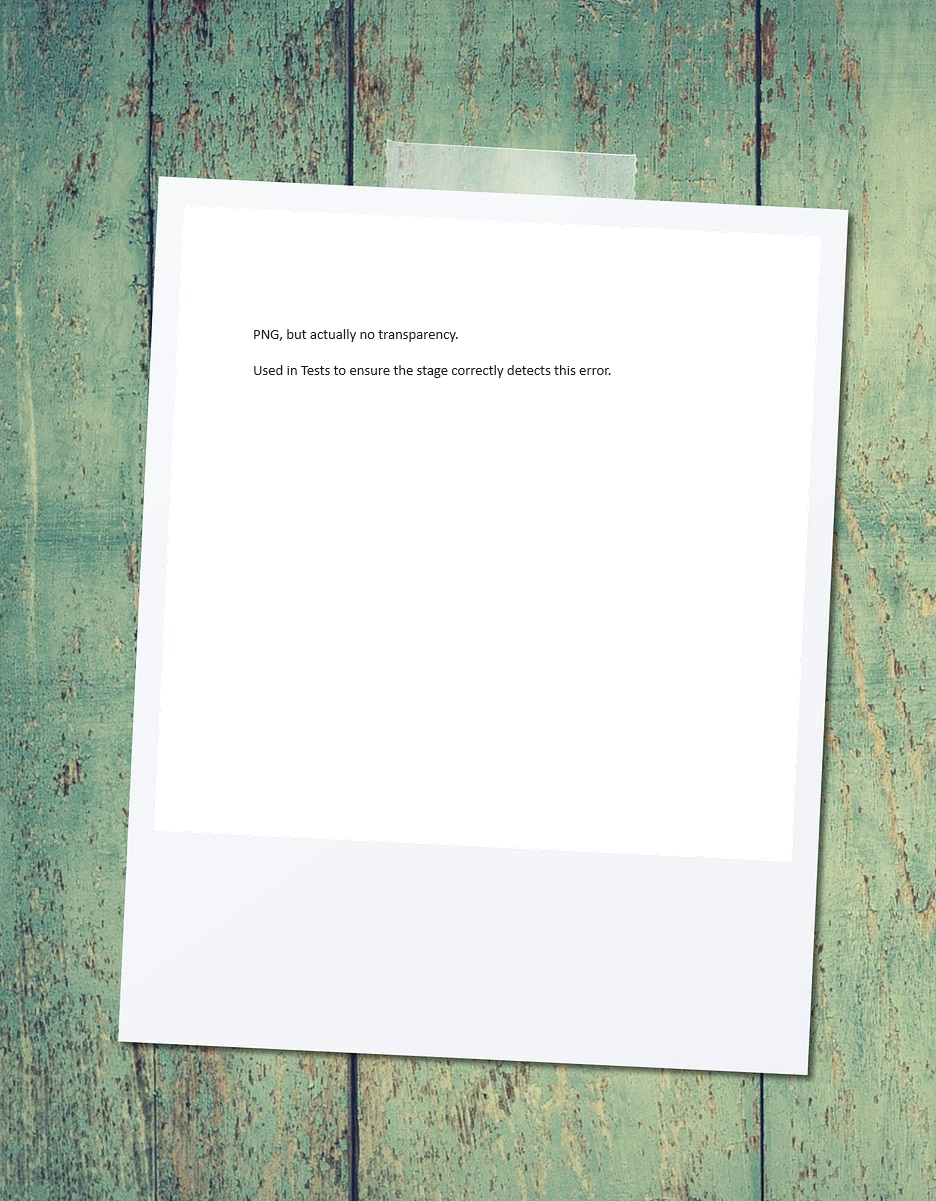 PNG, but actually no transparency.
Used in Tests to ensure the stage correctly detects this error.